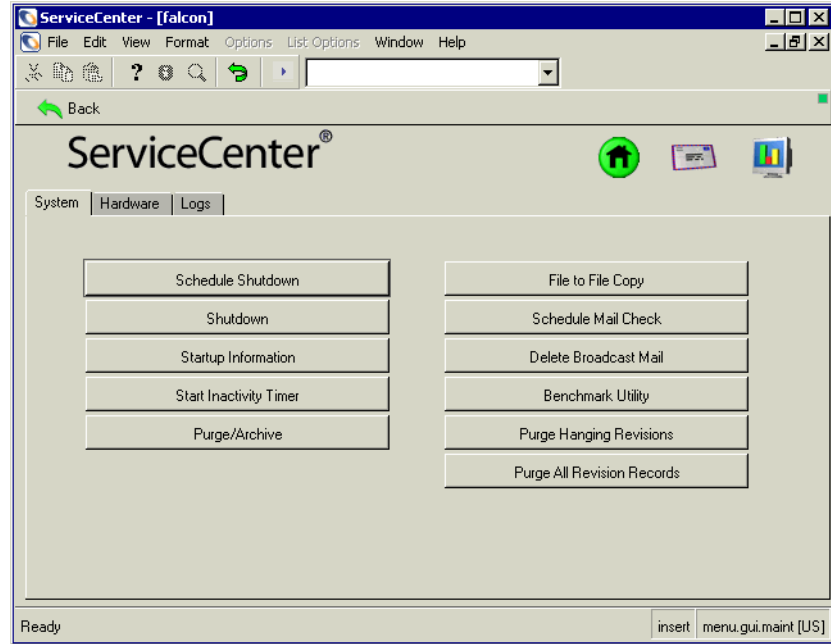 ServiceCenter - [falcon]
File Edit View Format Options List Options Window Help
Back
ServiceCenter®
System Hardware Logs
Schedule Shutdown File to File Copy
Shutdown Schedule Mail Check
Startup Information Delete Broadcast Mail
Start Inactivity Timer Benchmark Utility
Purge/Archive Purge Hanging Revisions
Purge All Revision Records
Ready insert menu.gui.maint [US]